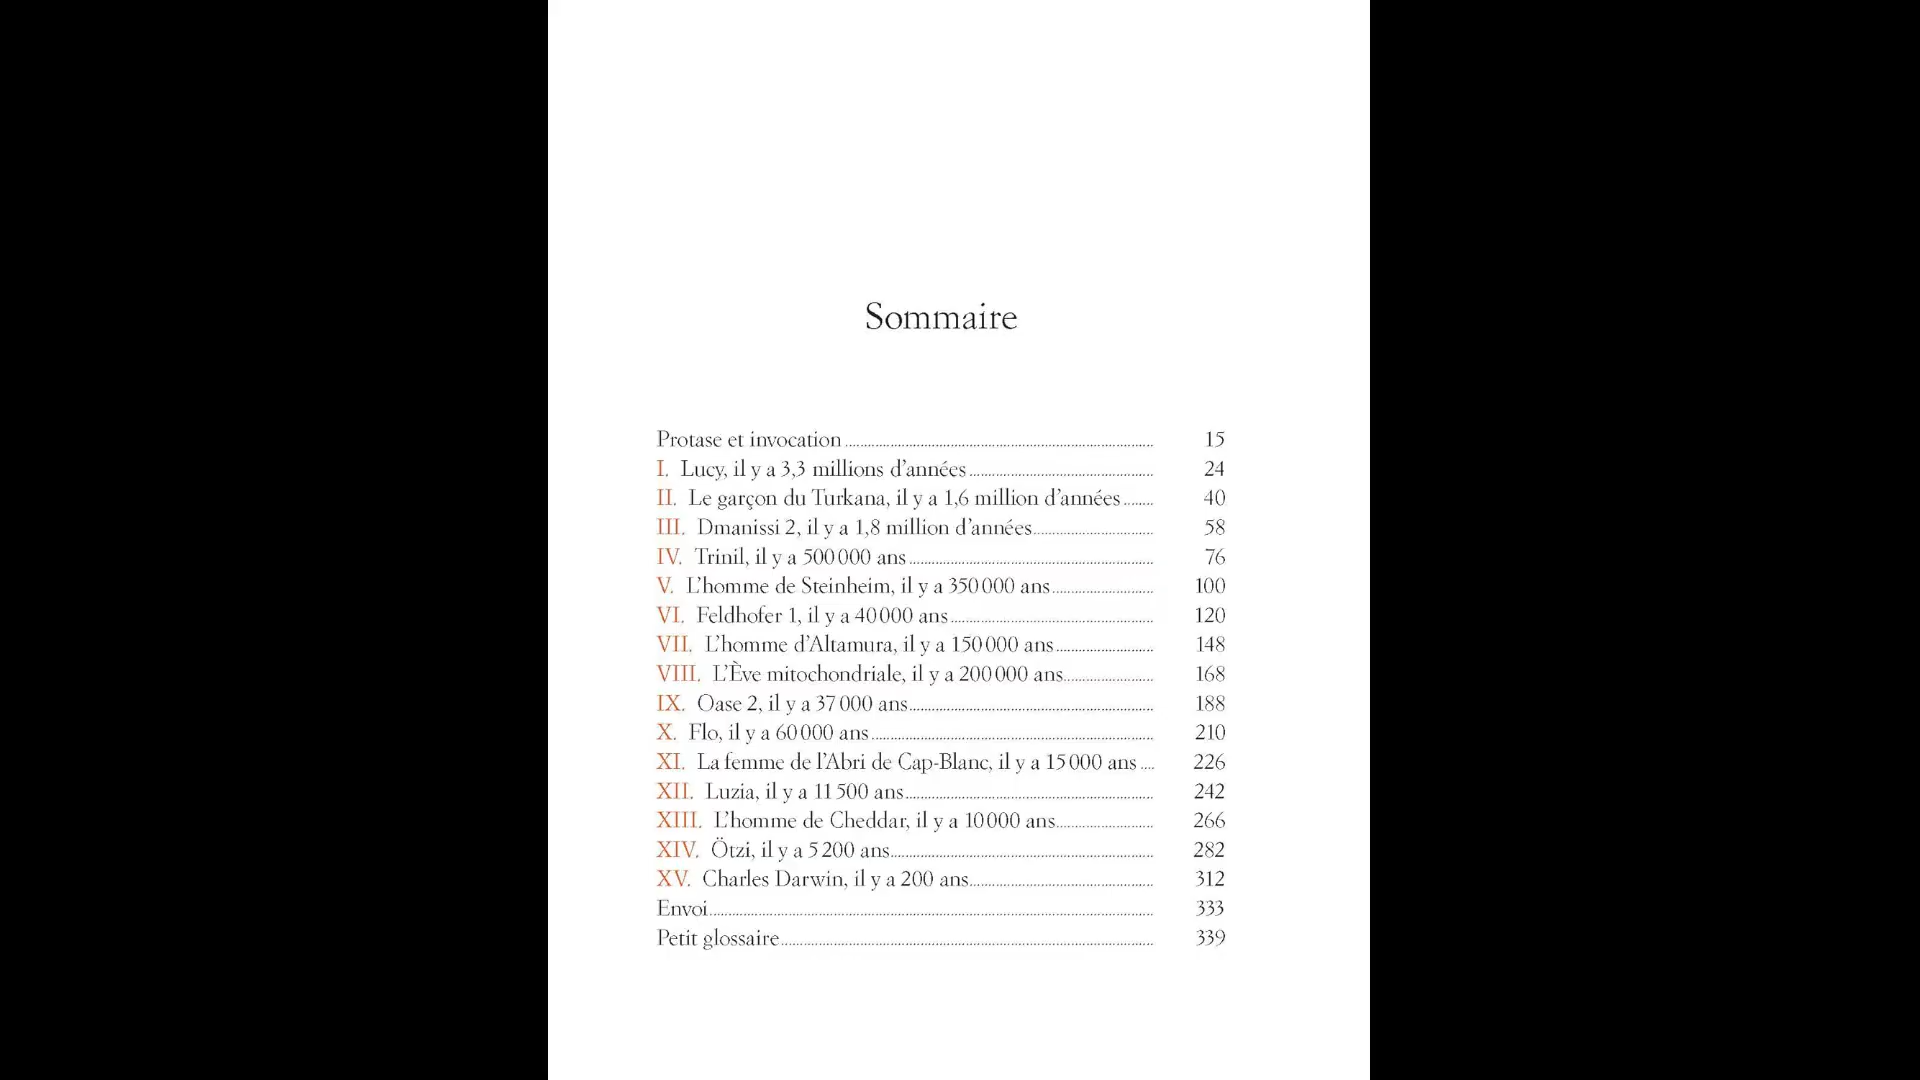 Sommaire
Protase et invocation 15
I. Lucy, il y a 3,3 millions d’années 24
II. Le garçon du Turkana, il y a 1,6 million d’années 40
III. Dmanissi 2, il y a 1,8 million d’années 58
IV. Trinil, il y a 500 000 ans 76
V. L’homme de Steinheim, il y a 350 000 ans 100
VI. Feldhofer 1, il y a 40 000 ans 120
VII. L’homme d’Altamura, il y a 150 000 ans 148
VIII. L’Ève mitochondriale, il y a 200 000 ans 168
IX. Oase 2, il y a 37 000 ans 188
X. Flo, il y a 60 000 ans 210
XI. La femme de l’Abri de Cap-Blanc, il y a 15 000 ans 226
XII. Luzia, il y a 11 500 ans 242
XIII. L’homme de Cheddar, il y a 10 000 ans 266
XIV. Ötzi, il y a 5 200 ans 282
XV. Charles Darwin, il y a 200 ans 312
Envoi 333
Petit glossaire 339